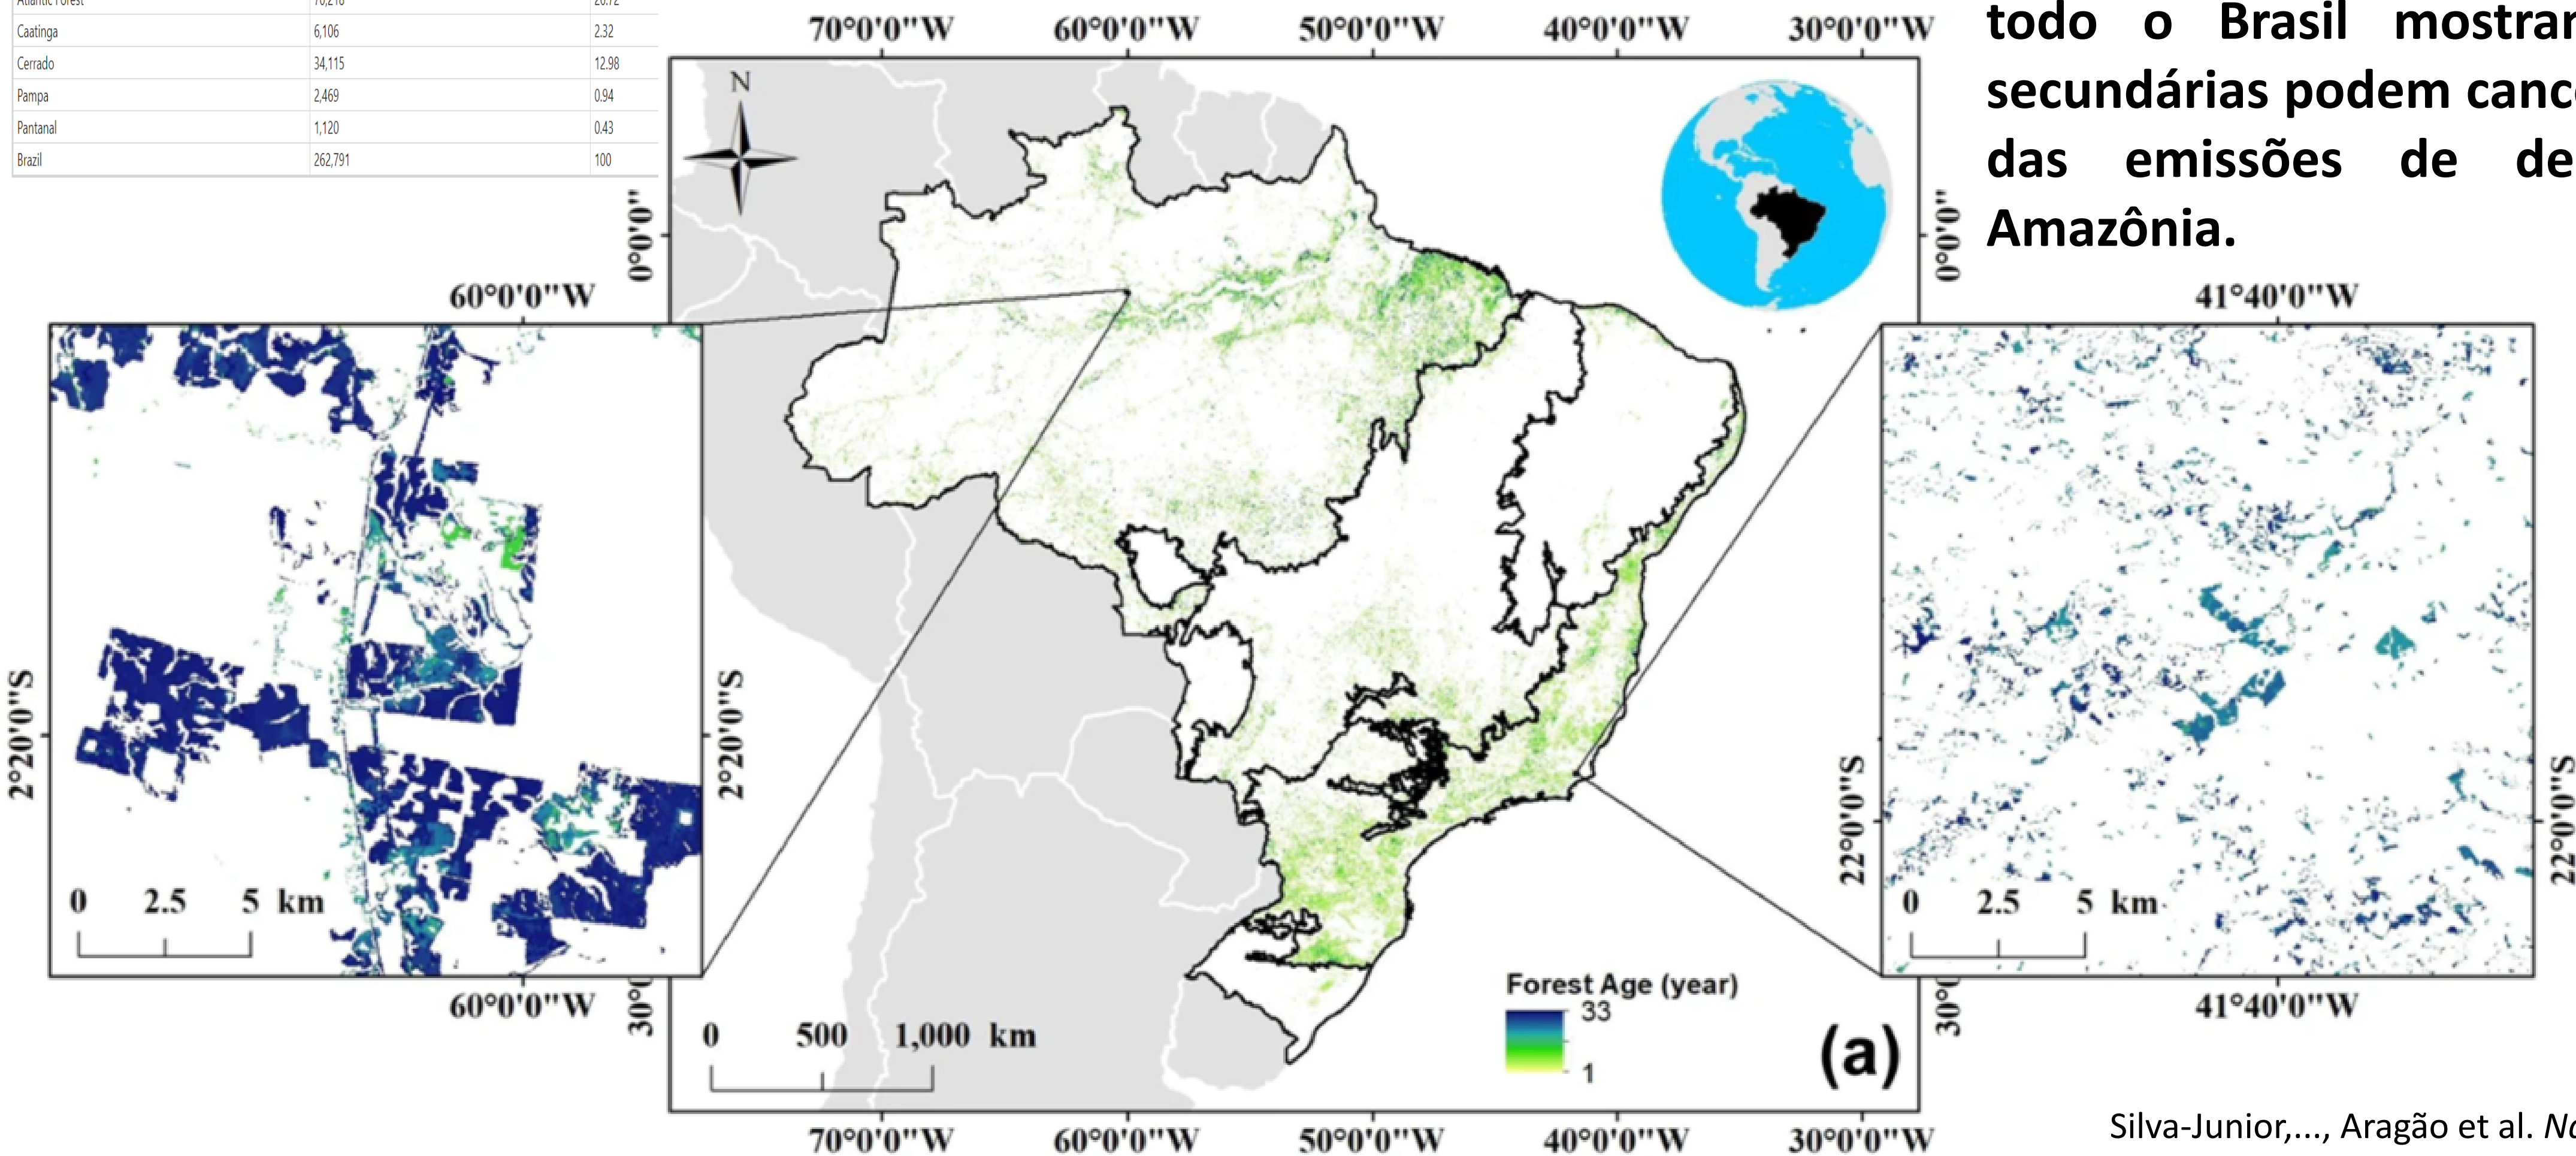 Atlantic Forest 70,218 26.72
Caatinga 6,106 2.32
Cerrado 34,115 12.98
Pampa 2,469 0.94
Pantanal 1,120 0.43
Brazil 262,791 100
70°0'0"W 60°0'0"W 50°0'0"W 40°0'0"W 30°0'0"W
todo o Brasil
secundárias podem
das emissões de
Amazônia.
N
0°0'0"
0°0'0"
60°0'0"W
41°40'0"W
2°20'0"S
2°20'0"S
22°0'0"S
22°0'0"S
0 2.5 5 km
0 2.5 5 km
60°0'0"W
41°40'0"W
Forest Age (year)
33
1
0 500 1,000 km
(a)
70°0'0"W 60°0'0"W 50°0'0"W 40°0'0"W 30°0'0"W
Silva-Junior,..., Aragão et al.